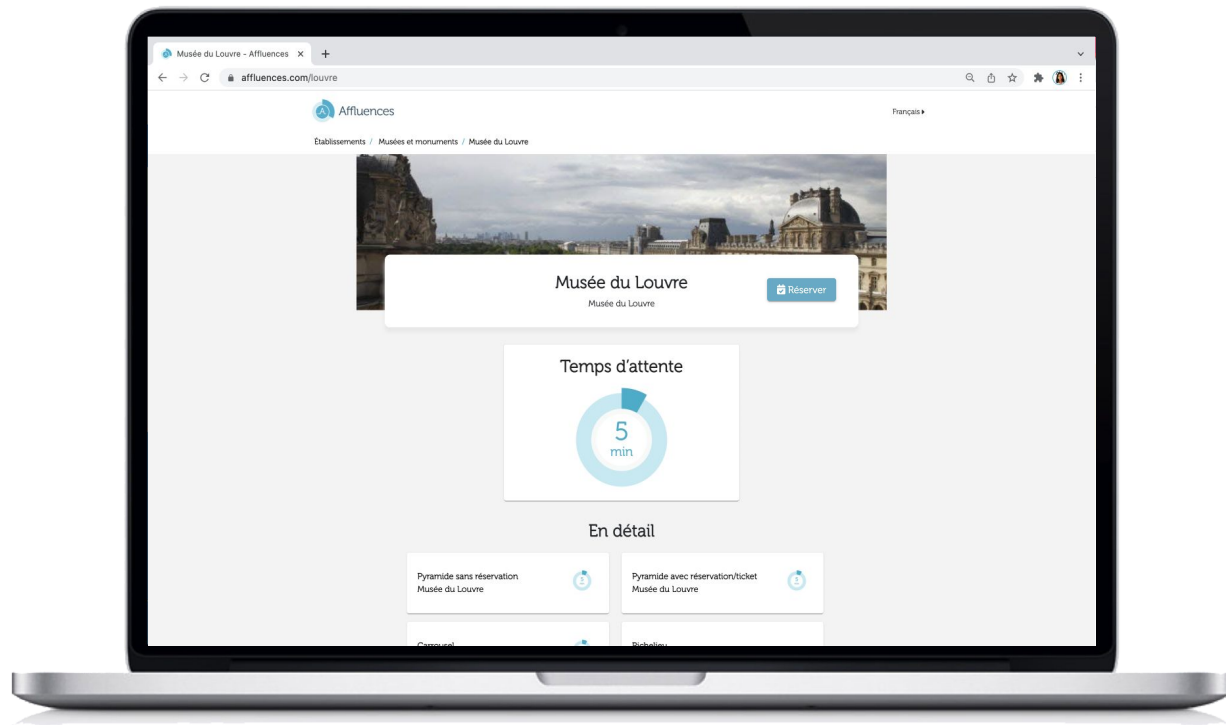 Musée du Louvre - Affluences
affluences.com/louvre
Affluences
Français
Établissements / Musées et monuments / Musée du Louvre
Musée du Louvre
Réserver
Musée du Louvre
Temps d'attente
5
min
En détail
Pyramide sans réservation
Musée du Louvre
Pyramide avec réservation/ticket
Musée du Louvre
Carrousel
Richelieu